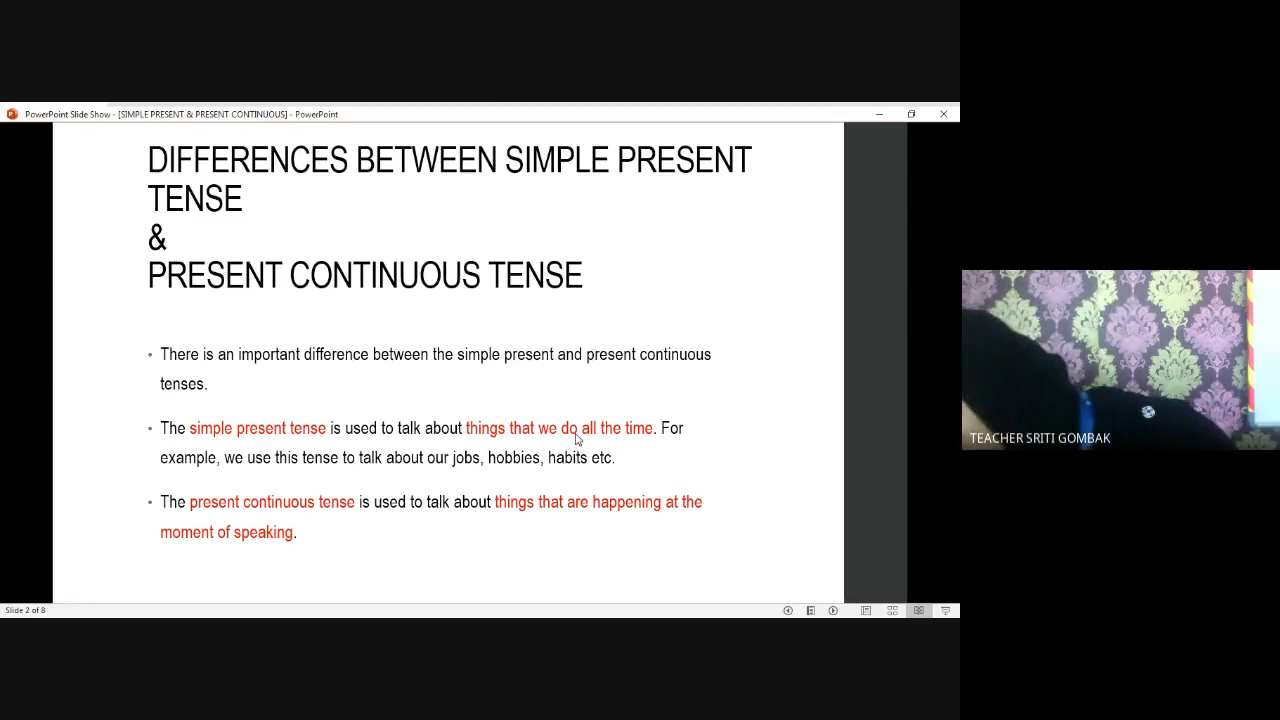 PowerPoint Slide Show - [SIMPLE PRESENT & PRESENT CONTINUOUS] - PowerPoint
DIFFERENCES BETWEEN SIMPLE PRESENT
TENSE
&
PRESENT CONTINUOUS TENSE
• There is an important difference between the simple present and present continuous
tenses.
• The simple present tense is used to talk about things that we do all the time. For
example, we use this tense to talk about our jobs, hobbies, habits etc.
• The present continuous tense is used to talk about things that are happening at the
moment of speaking.
TEACHER SRITI GOMBAK
Slide 2 of 8